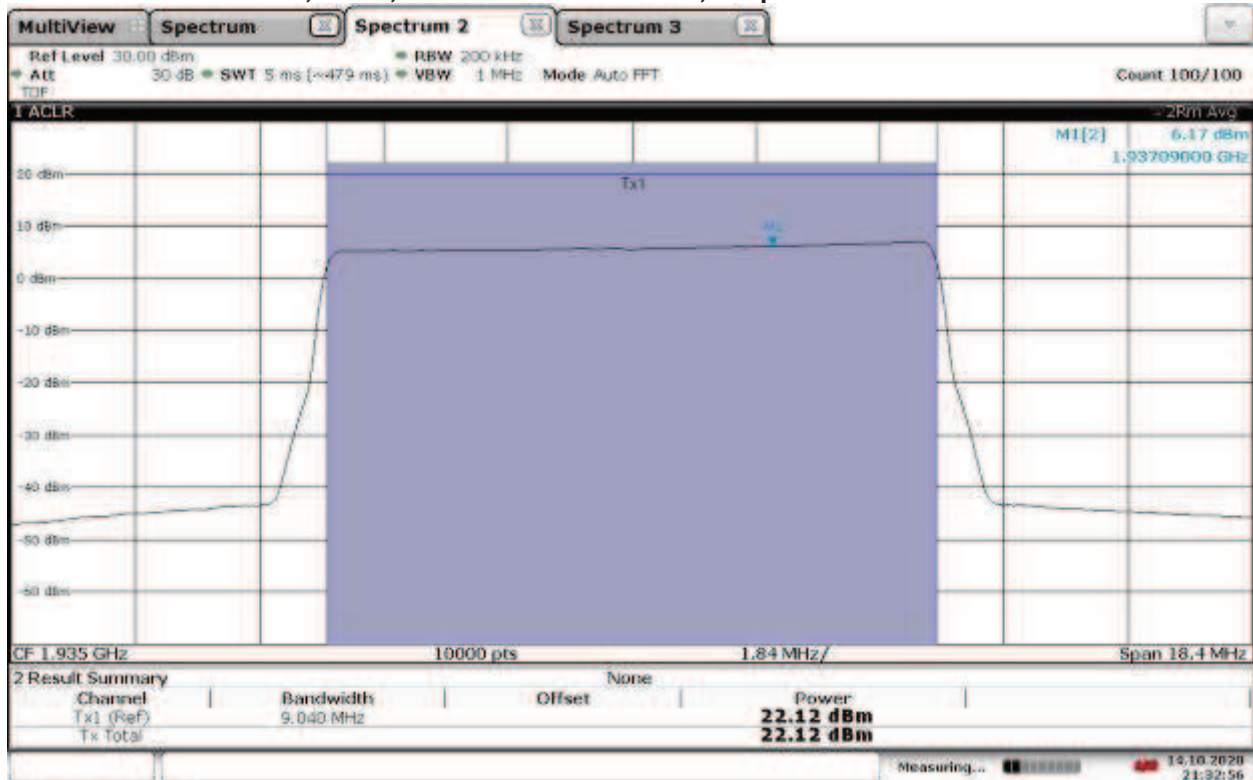 MultiView Spectrum Spectrum 2 Spectrum 3
Ref Level 30.00 dBm RBW 200 kHz
Att 30 dB SWT 5 ms (~479 ms) VBW 1 MHz Mode Auto FFT Count 100/100
TDF
1 ACLR 2Rm Avg
M1[2] 6.17 dBm
1.93709000 GHz
20 dBm
Tx1
10 dBm
M1
0 dBm
-10 dBm
-20 dBm
-30 dBm
-40 dBm
-50 dBm
-60 dBm
CF 1.935 GHz 10000 pts 1.84 MHz/ Span 18.4 MHz
2 Result Summary None
Channel Bandwidth Offset Power
Tx1 (Ref) 9.040 MHz 22.12 dBm
Tx Total 22.12 dBm
Measuring... 14.10.2020
21:32:56